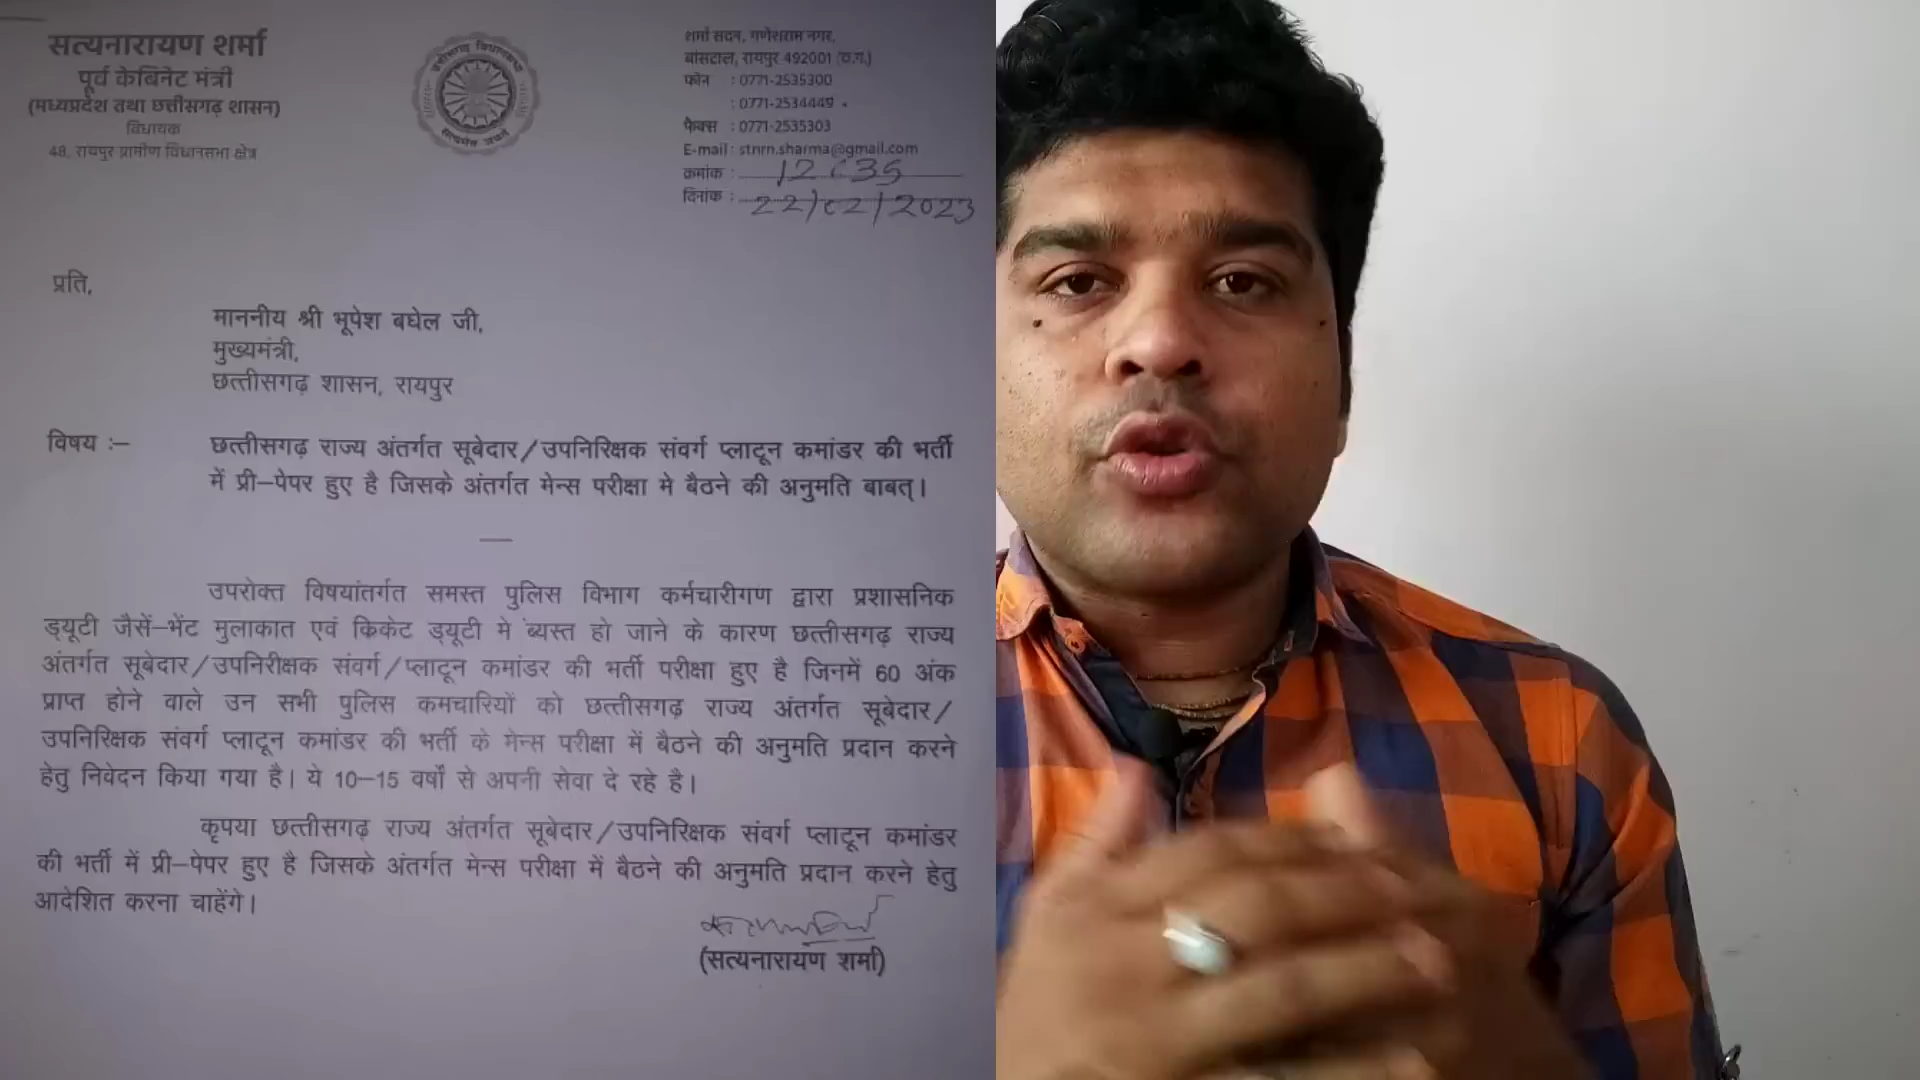 सत्यनारायण शर्मा
पूर्व केबिनेट मंत्री
(मध्यप्रदेश तथा छत्तीसगढ़ शासन)
विधायक
48, रायपुर ग्रामीण विधानसभा क्षेत्र
छत्तीसगढ़ विधानसभा
सत्यमेव जयते
शर्मा सदन, गणेशराम नगर,
बांसटाल, रायपुर 492001 (छ.ग.)
फोन : 0771-2535300
: 0771-2534449
फैक्स : 0771-2535303
E-mail : stnrn.sharma@gmail.com
क्रमांक :
दिनांक : 22/02/2023
प्रति,
माननीय श्री भूपेश बघेल जी,
मुख्यमंत्री,
छत्तीसगढ़ शासन, रायपुर
विषय :– छत्तीसगढ़ राज्य अंतर्गत सूबेदार/उपनिरिक्षक संवर्ग प्लाटून कमांडर की भर्ती
में प्री–पेपर हुए है जिसके अंतर्गत मेन्स परीक्षा मे बैठने की अनुमति बाबत्।
उपरोक्त विषयांतर्गत समस्त पुलिस विभाग कर्मचारीगण द्वारा प्रशासनिक
ड्यूटी जैसें–भेंट मुलाकात एवं क्रिकेट ड्यूटी मे ब्यस्त हो जाने के कारण छत्तीसगढ़ राज्य
अंतर्गत सूबेदार/उपनिरीक्षक संवर्ग/प्लाटून कमांडर की भर्ती परीक्षा हुए है जिनमें 60 अंक
प्राप्त होने वाले उन सभी पुलिस कमचारियों को छत्तीसगढ़ राज्य अंतर्गत सूबेदार/
उपनिरिक्षक संवर्ग प्लाटून कमांडर की भर्ती के मेन्स परीक्षा में बैठने की अनुमति प्रदान करने
हेतु निवेदन किया गया है। ये 10–15 वर्षों से अपनी सेवा दे रहे है।
कृपया छत्तीसगढ़ राज्य अंतर्गत सूबेदार/उपनिरिक्षक संवर्ग प्लाटून कमांडर
की भर्ती में प्री–पेपर हुए है जिसके अंतर्गत मेन्स परीक्षा में बैठने की अनुमति प्रदान करने हेतु
आदेशित करना चाहेंगे।
(सत्यनारायण शर्मा)